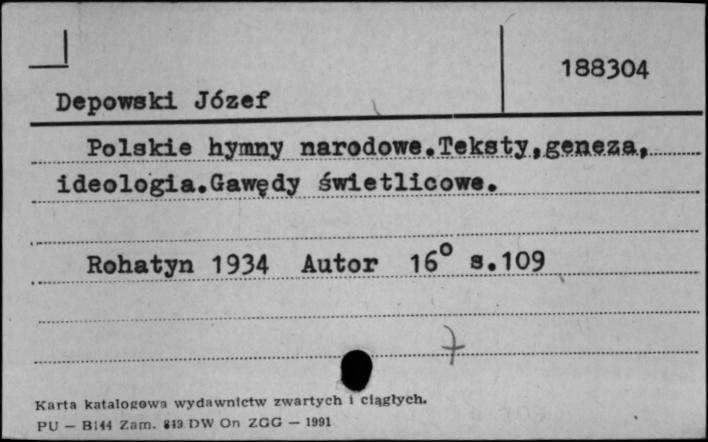 188304
Depowski Józef
Polskie hymny narodowe.Teksty,geneza,
ideologia.Gawędy świetlicowe.
Rohatyn 1934 Autor 16° s.109
Karta katalogowa wydawnictw zwartych i ciągłych.
PU — B144 Zam. 849 DW On ZGG — 1991